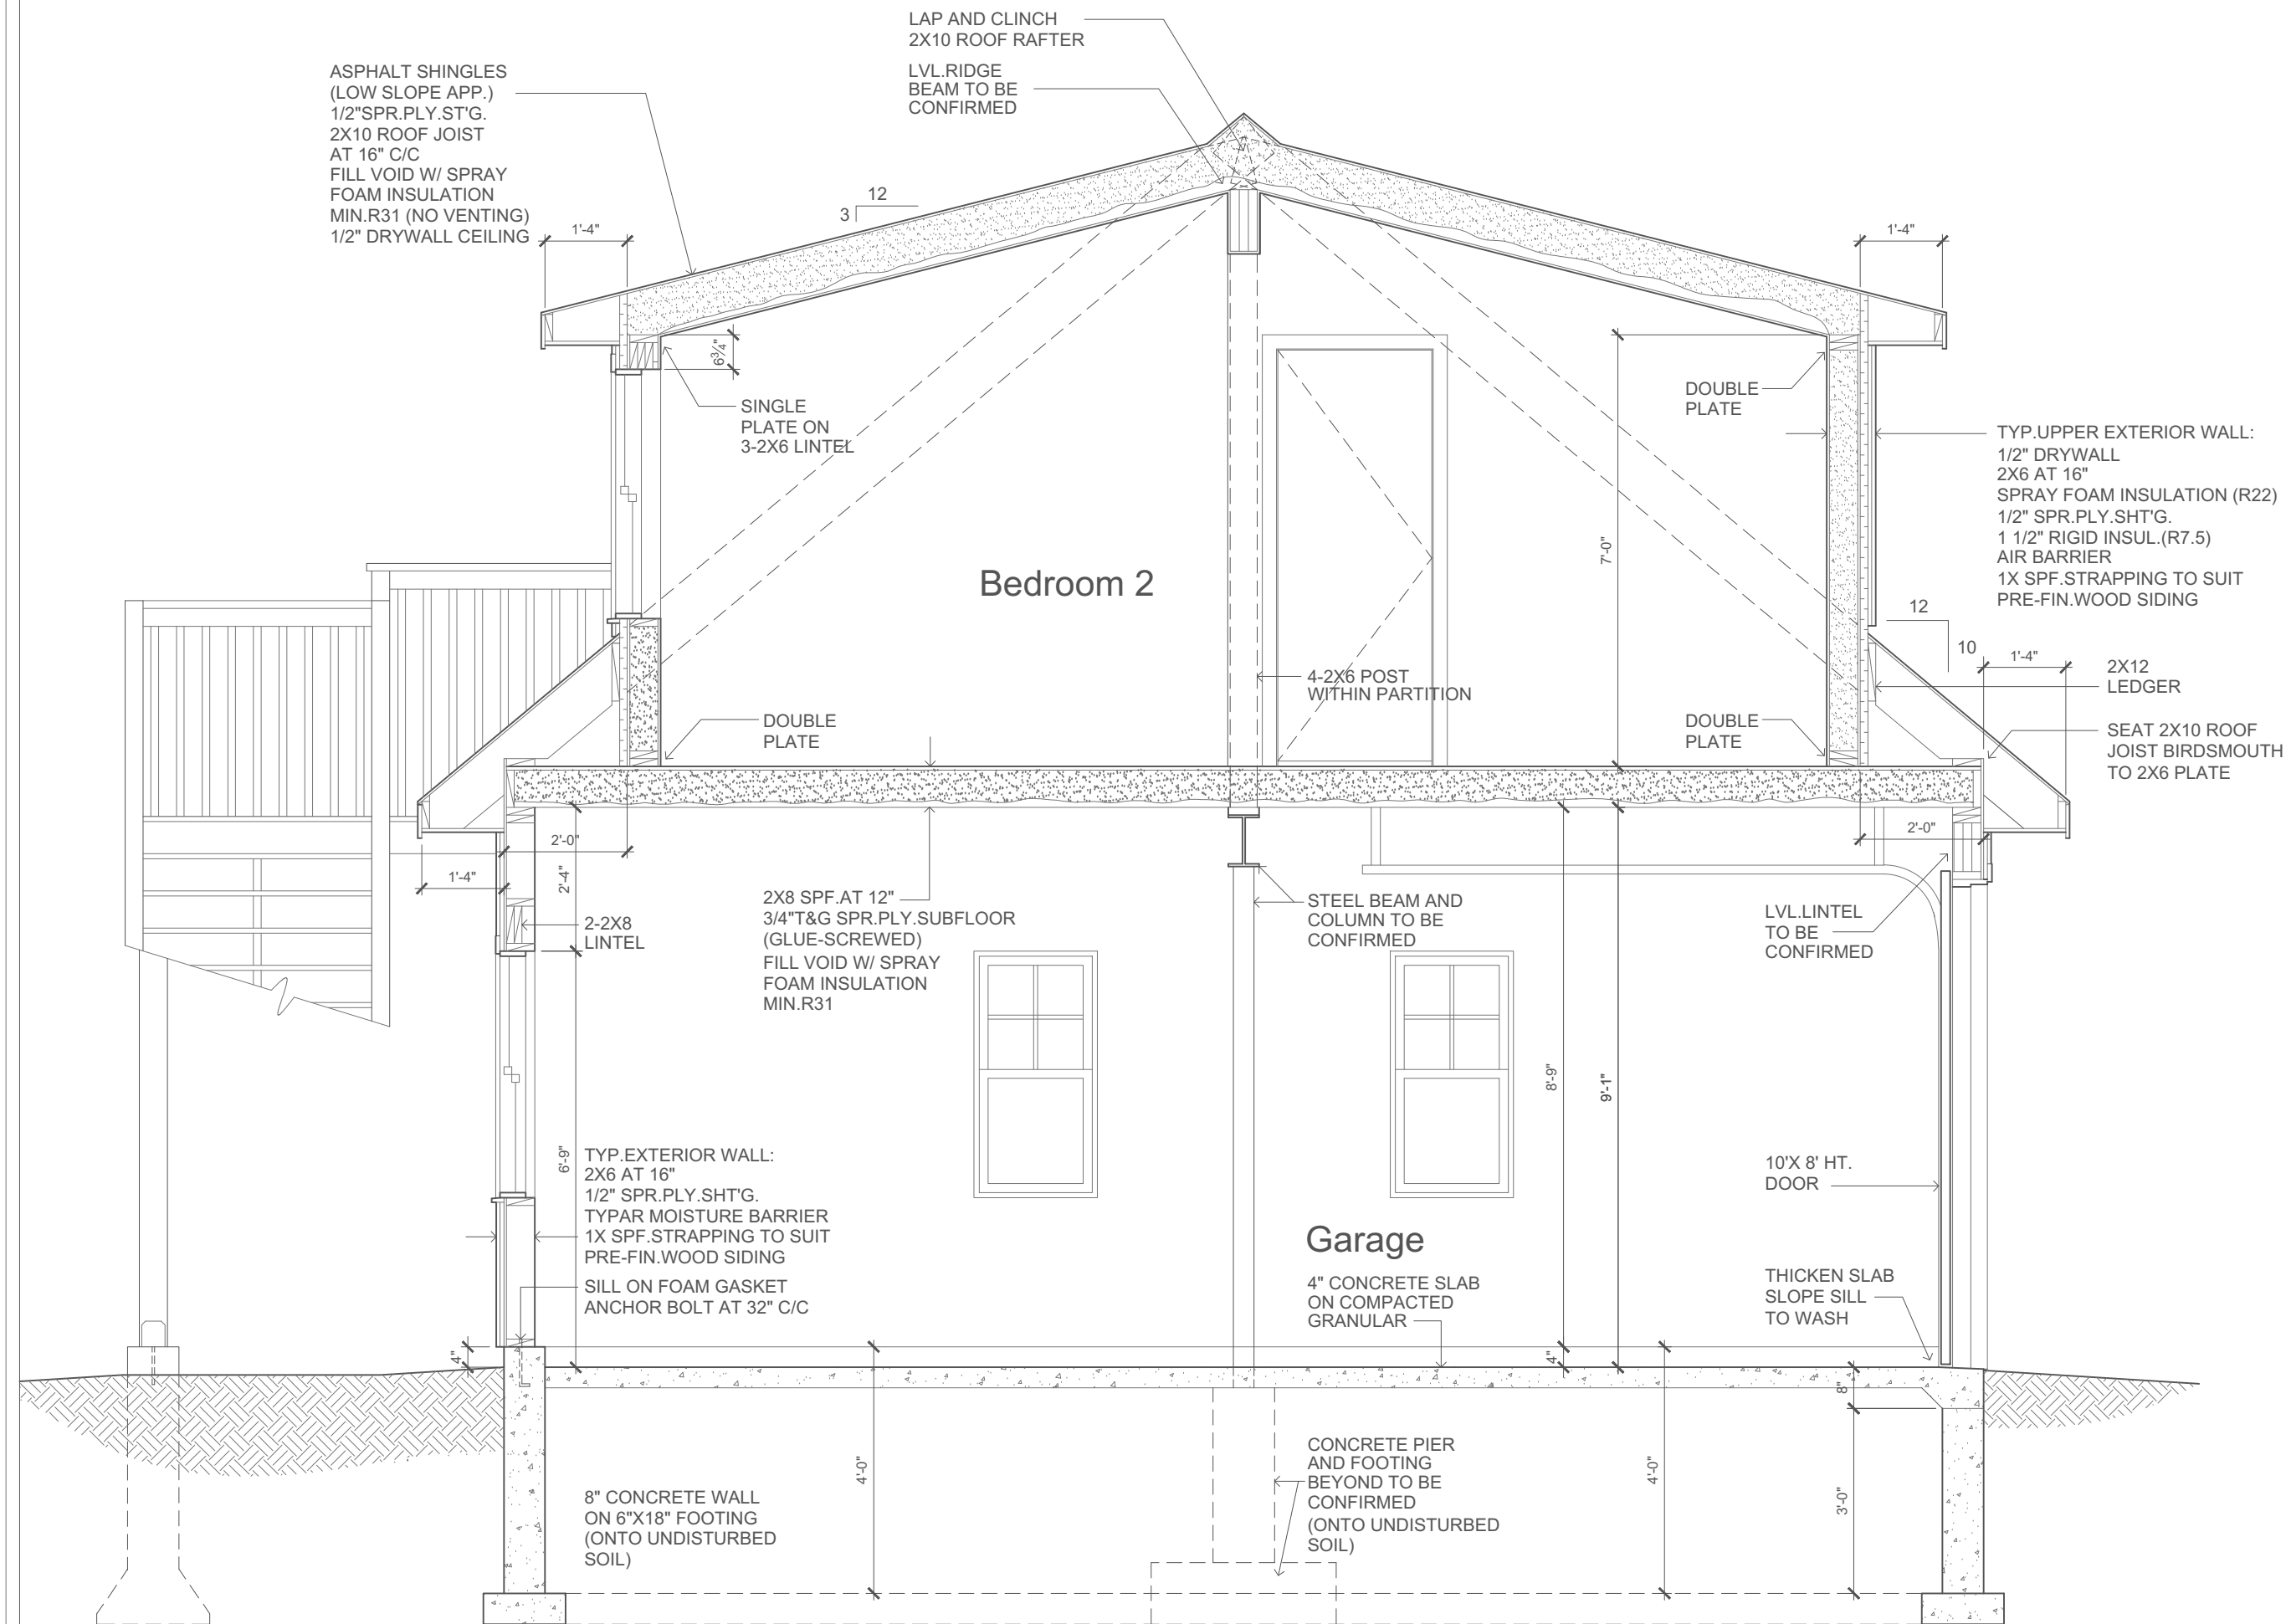 LAP AND CLINCH
2X10 ROOF RAFTER
LVL.RIDGE
BEAM TO BE
CONFIRMED
ASPHALT SHINGLES
(LOW SLOPE APP.)
1/2"SPR.PLY.ST'G.
2X10 ROOF JOIST
AT 16" C/C
FILL VOID W/ SPRAY
FOAM INSULATION
MIN.R31 (NO VENTING)
1/2" DRYWALL CEILING
12
3
1'-4"
1'-4"
6¾"
SINGLE
PLATE ON
3-2X6 LINTEL
DOUBLE
PLATE
TYP.UPPER EXTERIOR WALL:
1/2" DRYWALL
2X6 AT 16"
SPRAY FOAM INSULATION (R22)
1/2" SPR.PLY.SHT'G.
1 1/2" RIGID INSUL.(R7.5)
AIR BARRIER
1X SPF.STRAPPING TO SUIT
PRE-FIN.WOOD SIDING
7'-0"
Bedroom 2
12
10
1'-4"
2X12
LEDGER
4-2X6 POST
WITHIN PARTITION
DOUBLE
PLATE
DOUBLE
PLATE
SEAT 2X10 ROOF
JOIST BIRDSMOUTH
TO 2X6 PLATE
2'-0"
2'-0"
1'-4"
2'-4"
2-2X8
LINTEL
2X8 SPF.AT 12"
3/4"T&G SPR.PLY.SUBFLOOR
(GLUE-SCREWED)
FILL VOID W/ SPRAY
FOAM INSULATION
MIN.R31
STEEL BEAM AND
COLUMN TO BE
CONFIRMED
LVL.LINTEL
TO BE
CONFIRMED
8'-9"
9'-1"
6'-9"
TYP.EXTERIOR WALL:
2X6 AT 16"
1/2" SPR.PLY.SHT'G.
TYPAR MOISTURE BARRIER
1X SPF.STRAPPING TO SUIT
PRE-FIN.WOOD SIDING
SILL ON FOAM GASKET
ANCHOR BOLT AT 32" C/C
10'X 8' HT.
DOOR
Garage
4" CONCRETE SLAB
ON COMPACTED
GRANULAR
THICKEN SLAB
SLOPE SILL
TO WASH
4"
4"
8"
4'-0"
4'-0"
3'-0"
8" CONCRETE WALL
ON 6"X18" FOOTING
(ONTO UNDISTURBED
SOIL)
CONCRETE PIER
AND FOOTING
BEYOND TO BE
CONFIRMED
(ONTO UNDISTURBED
SOIL)